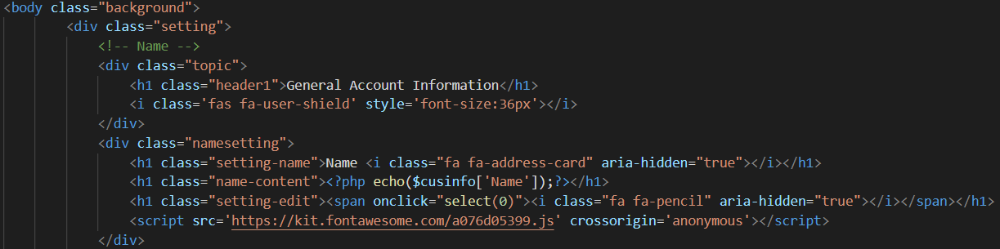 <body class="background">
<div class="setting">
<!-- Name -->
<div class="topic">
<h1 class="header1">General Account Information</h1>
<i class='fas fa-user-shield' style='font-size:36px'></i>
</div>
<div class="namesetting">
<h1 class="setting-name">Name <i class="fa fa-address-card" aria-hidden="true"></i></h1>
<h1 class="name-content"><?php echo($cusinfo['Name']);?></h1>
<h1 class="setting-edit"><span onclick="select(0)"><i class="fa fa-pencil" aria-hidden="true"></i></span></h1>
<script src='https://kit.fontawesome.com/a076d05399.js' crossorigin='anonymous'></script>
</div>